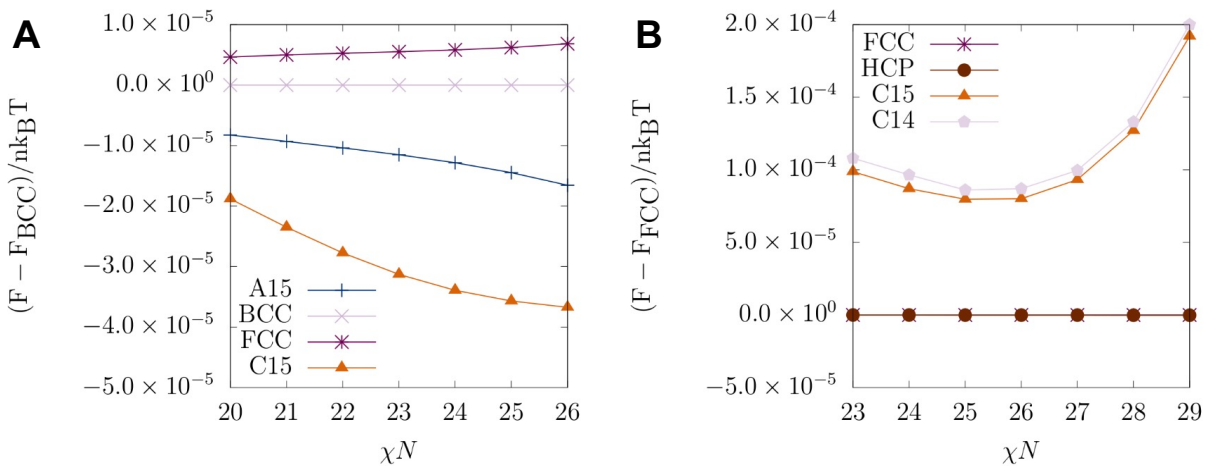 A
(F − F_BCC)/nk_BT
1.0 × 10⁻⁵
0.0 × 10⁰
−1.0 × 10⁻⁵
−2.0 × 10⁻⁵
−3.0 × 10⁻⁵
−4.0 × 10⁻⁵
−5.0 × 10⁻⁵
A15
BCC
FCC
C15
20 21 22 23 24 25 26
χN
B
(F − F_FCC)/nk_BT
2.0 × 10⁻⁴
1.5 × 10⁻⁴
1.0 × 10⁻⁴
5.0 × 10⁻⁵
0.0 × 10⁰
−5.0 × 10⁻⁵
FCC
HCP
C15
C14
23 24 25 26 27 28 29
χN